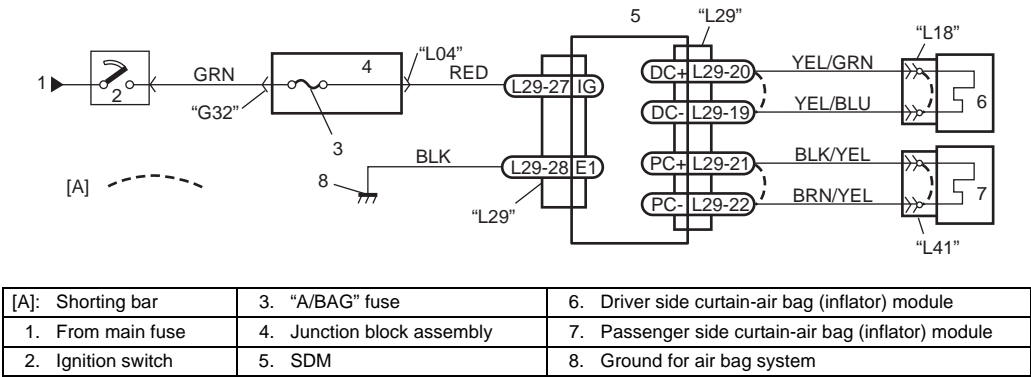 5 “L29”
“L18”
1 2 GRN “G32” 3 4 “L04” RED
L29-27 IG
DC+ L29-20 YEL/GRN
DC- L29-19 YEL/BLU 6
[A]
8 BLK L29-28 E1
“L29”
PC+ L29-21 BLK/YEL
PC- L29-22 BRN/YEL 7
“L41”
[A]: Shorting bar 3. “A/BAG” fuse 6. Driver side curtain-air bag (inflator) module
1. From main fuse 4. Junction block assembly 7. Passenger side curtain-air bag (inflator) module
2. Ignition switch 5. SDM 8. Ground for air bag system